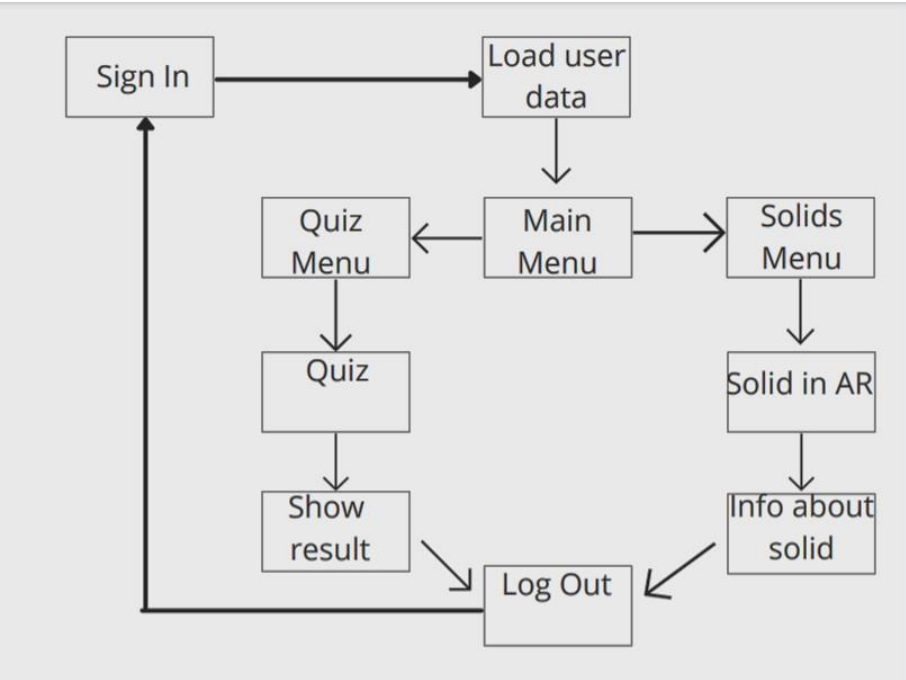 Sign In
Load user
data
Quiz
Menu
Main
Menu
Solids
Menu
Quiz
Solid in AR
Show
result
Info about
solid
Log Out